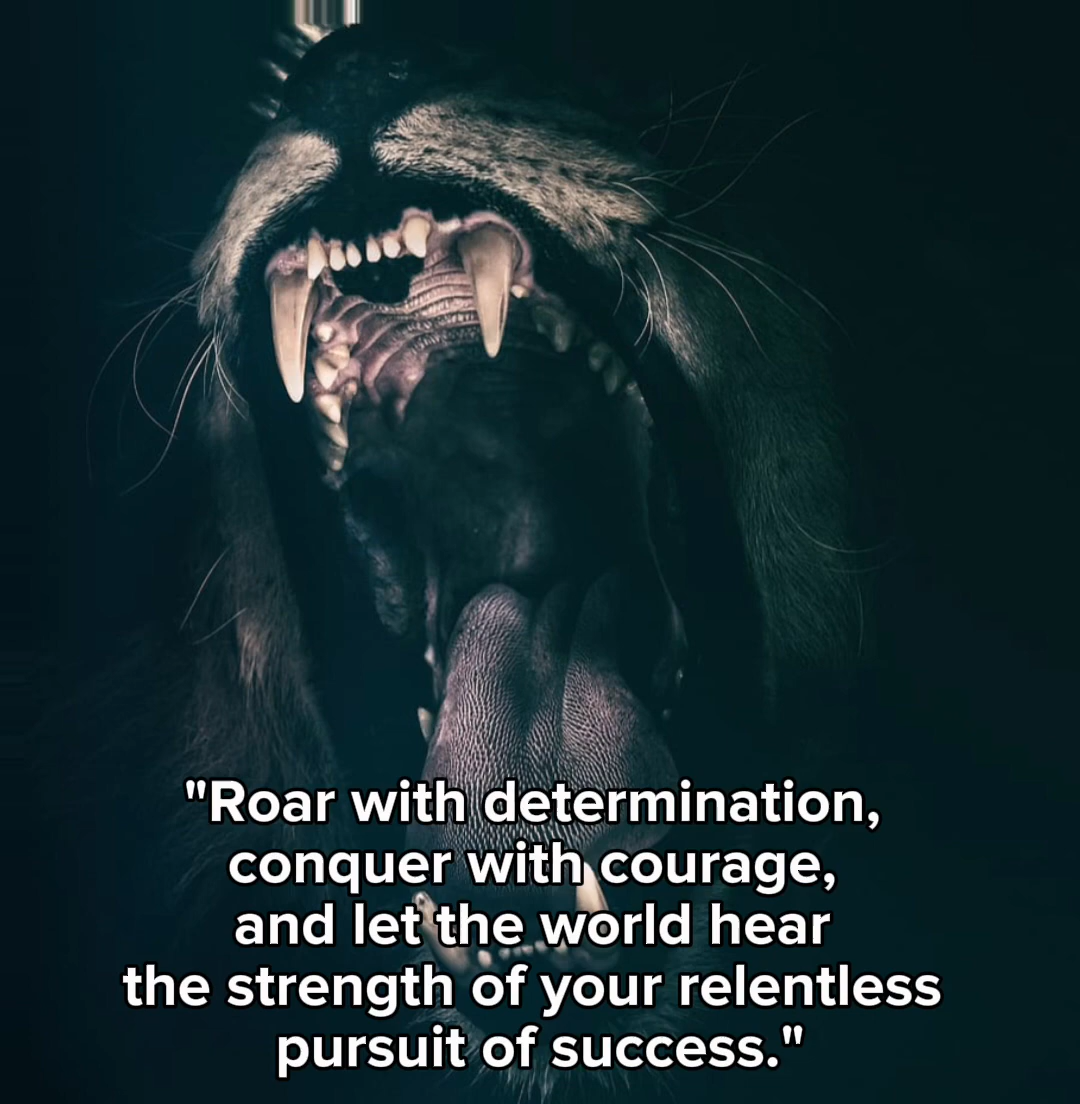 "Roar with determination,
conquer with courage,
and let the world hear
the strength of your relentless
pursuit of success."